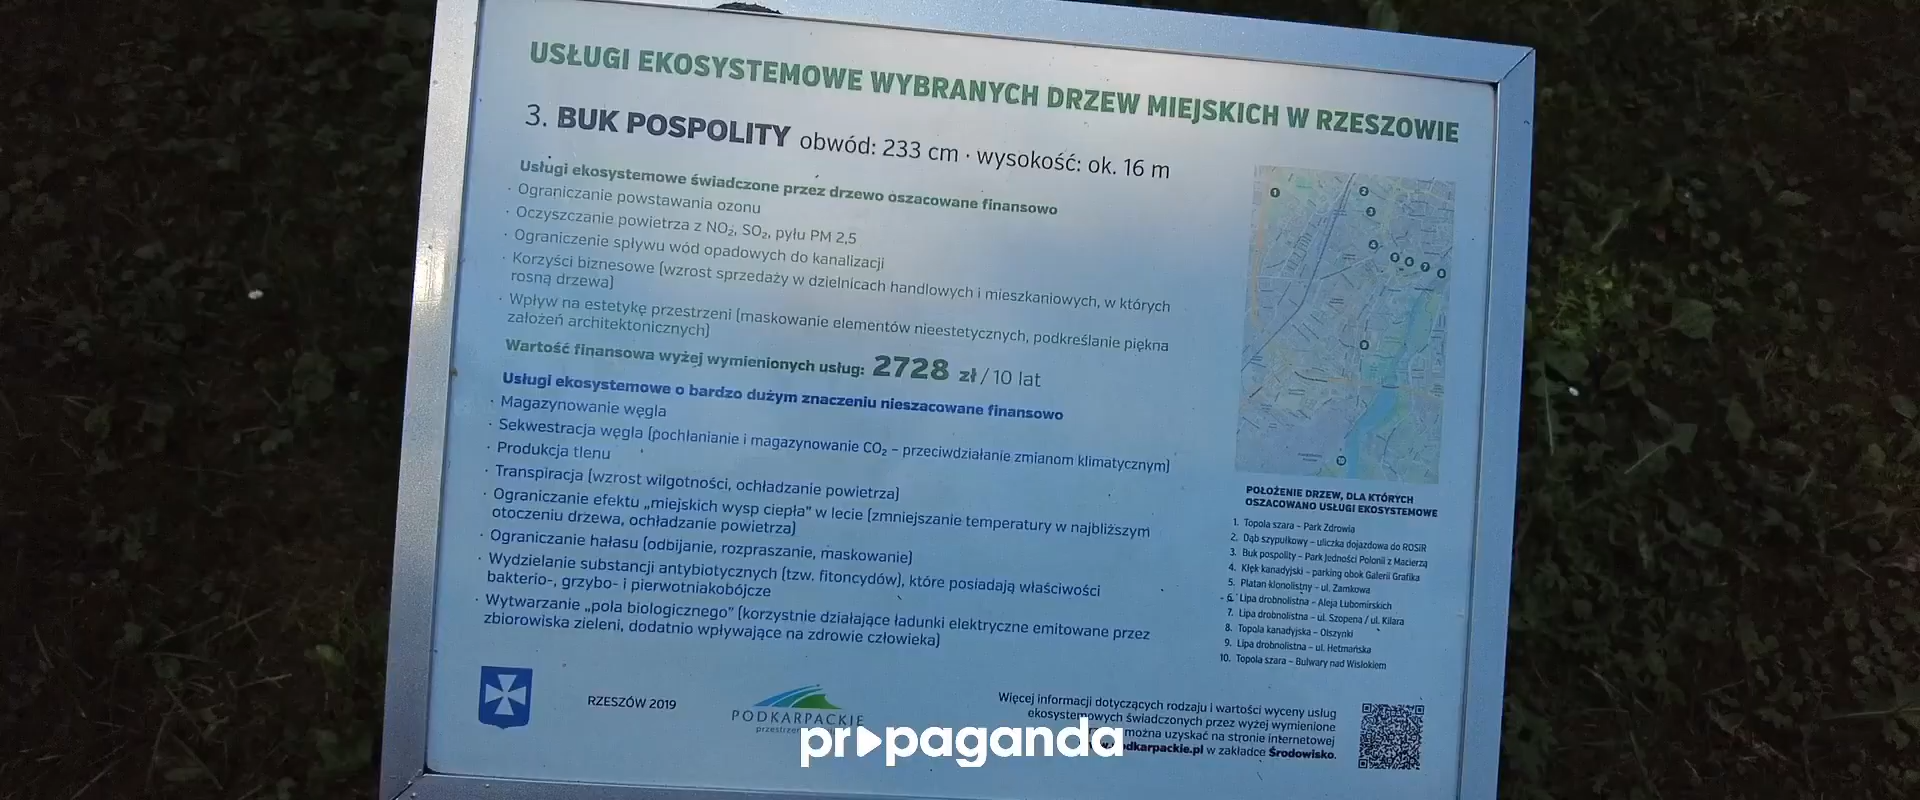 USŁUGI EKOSYSTEMOWE WYBRANYCH DRZEW MIEJSKICH W RZESZOWIE
3. BUK POSPOLITY obwód: 233 cm · wysokość: ok. 16 m
Usługi ekosystemowe świadczone przez drzewo oszacowane finansowo
· Ograniczanie powstawania ozonu
· Oczyszczanie powietrza z NO₂, SO₂, pyłu PM 2,5
· Ograniczenie spływu wód opadowych do kanalizacji
· Korzyści biznesowe (wzrost sprzedaży w dzielnicach handlowych i mieszkaniowych, w których
rosną drzewa)
· Wpływ na estetykę przestrzeni (maskowanie elementów nieestetycznych, podkreślanie piękna
założeń architektonicznych)
Wartość finansowa wyżej wymienionych usług: 2728 zł / 10 lat
Usługi ekosystemowe o bardzo dużym znaczeniu nieszacowane finansowo
· Magazynowanie węgla
· Sekwestracja węgla (pochłanianie i magazynowanie CO₂ – przeciwdziałanie zmianom klimatycznym)
· Produkcja tlenu
· Transpiracja (wzrost wilgotności, ochładzanie powietrza)
· Ograniczanie efektu „miejskich wysp ciepła” w lecie (zmniejszanie temperatury w najbliższym
otoczeniu drzewa, ochładzanie powietrza)
· Ograniczanie hałasu (odbijanie, rozpraszanie, maskowanie)
· Wydzielanie substancji antybiotycznych (tzw. fitoncydów), które posiadają właściwości
bakterio-, grzybo- i pierwotniakobójcze
· Wytwarzanie „pola biologicznego” (korzystnie działające ładunki elektryczne emitowane przez
zbiorowiska zieleni, dodatnio wpływające na zdrowie człowieka)
POŁOŻENIE DRZEW, DLA KTÓRYCH
OSZACOWANO USŁUGI EKOSYSTEMOWE
1. Topola szara – Park Zdrowia
2. Dąb szypułkowy – uliczka dojazdowa do ROSiR
3. Buk pospolity – Park Jedności Polonii z Macierzą
4. Kłęk kanadyjski – parking obok Galerii Grafika
5. Platan klonolistny – ul. Zamkowa
6. Lipa drobnolistna – Aleja Lubomirskich
7. Lipa drobnolistna – ul. Szopena / ul. Kilara
8. Topola kanadyjska – Olszynki
9. Lipa drobnolistna – ul. Hetmańska
10. Topola szara – Bulwary nad Wisłokiem
RZESZÓW 2019
PODKARPACKIE
Więcej informacji dotyczących rodzaju i wartości wyceny usług
ekosystemowych świadczonych przez wyżej wymienione
można uzyskać na stronie internetowej
podkarpackie.pl w zakładce Środowisko.
propaganda